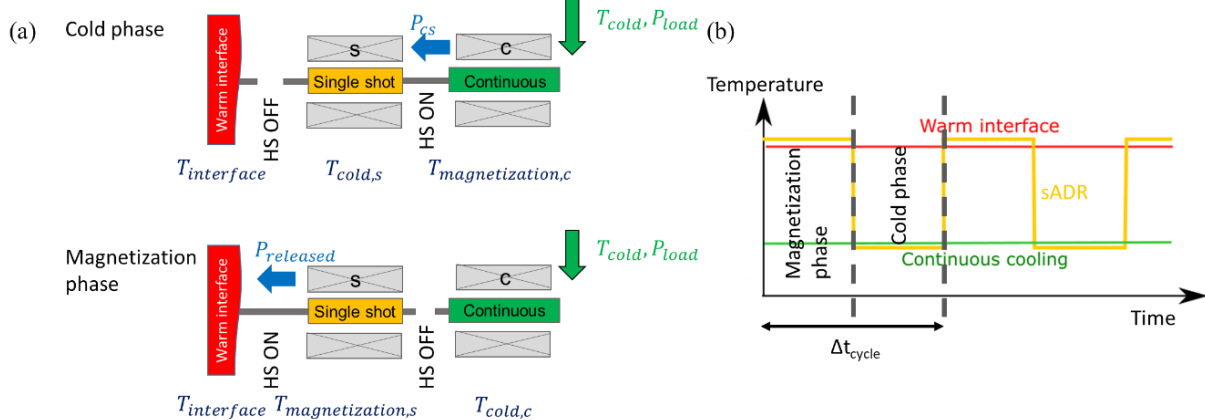 (a)
Cold phase
Warm interface
HS OFF
S
Single shot
P_cs
HS ON
C
Continuous
T_cold, P_load
T_interface
T_cold,s
T_magnetization,c
Magnetization
phase
Warm interface
P_released
HS ON
S
Single shot
HS OFF
C
Continuous
T_cold, P_load
T_interface
T_magnetization,s
T_cold,c
(b)
Temperature
Warm interface
Magnetization
phase
Cold phase
sADR
Continuous cooling
Time
Δt_cycle